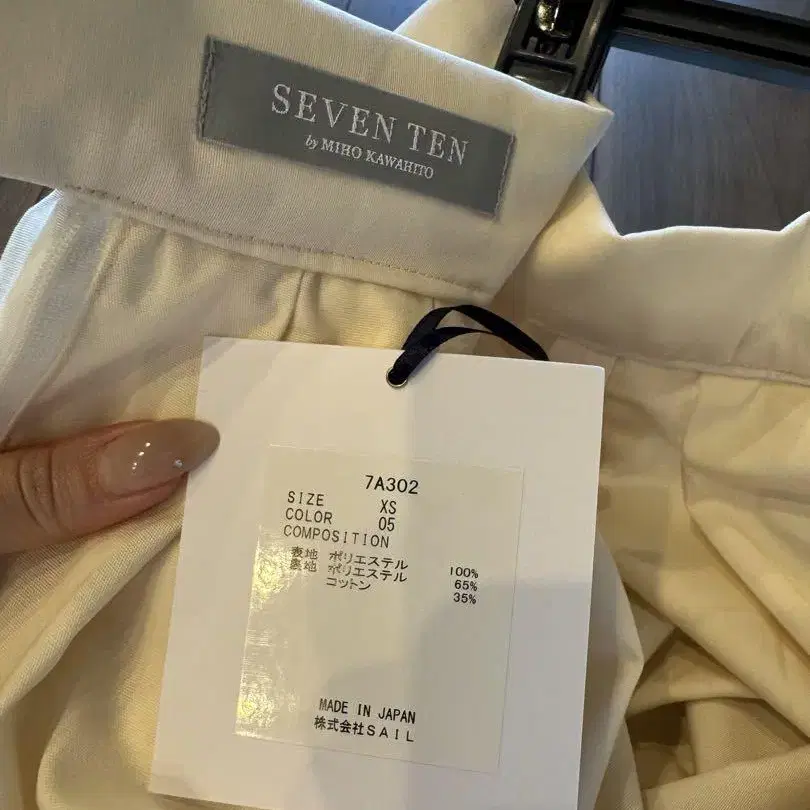 SEVEN TEN
by MIHO KAWAHITO
7A302
SIZE XS
COLOR 05
COMPOSITION
表地 ポリエステル 100%
裏地 ポリエステル 65%
コットン 35%
MADE IN JAPAN
株式会社SAIL